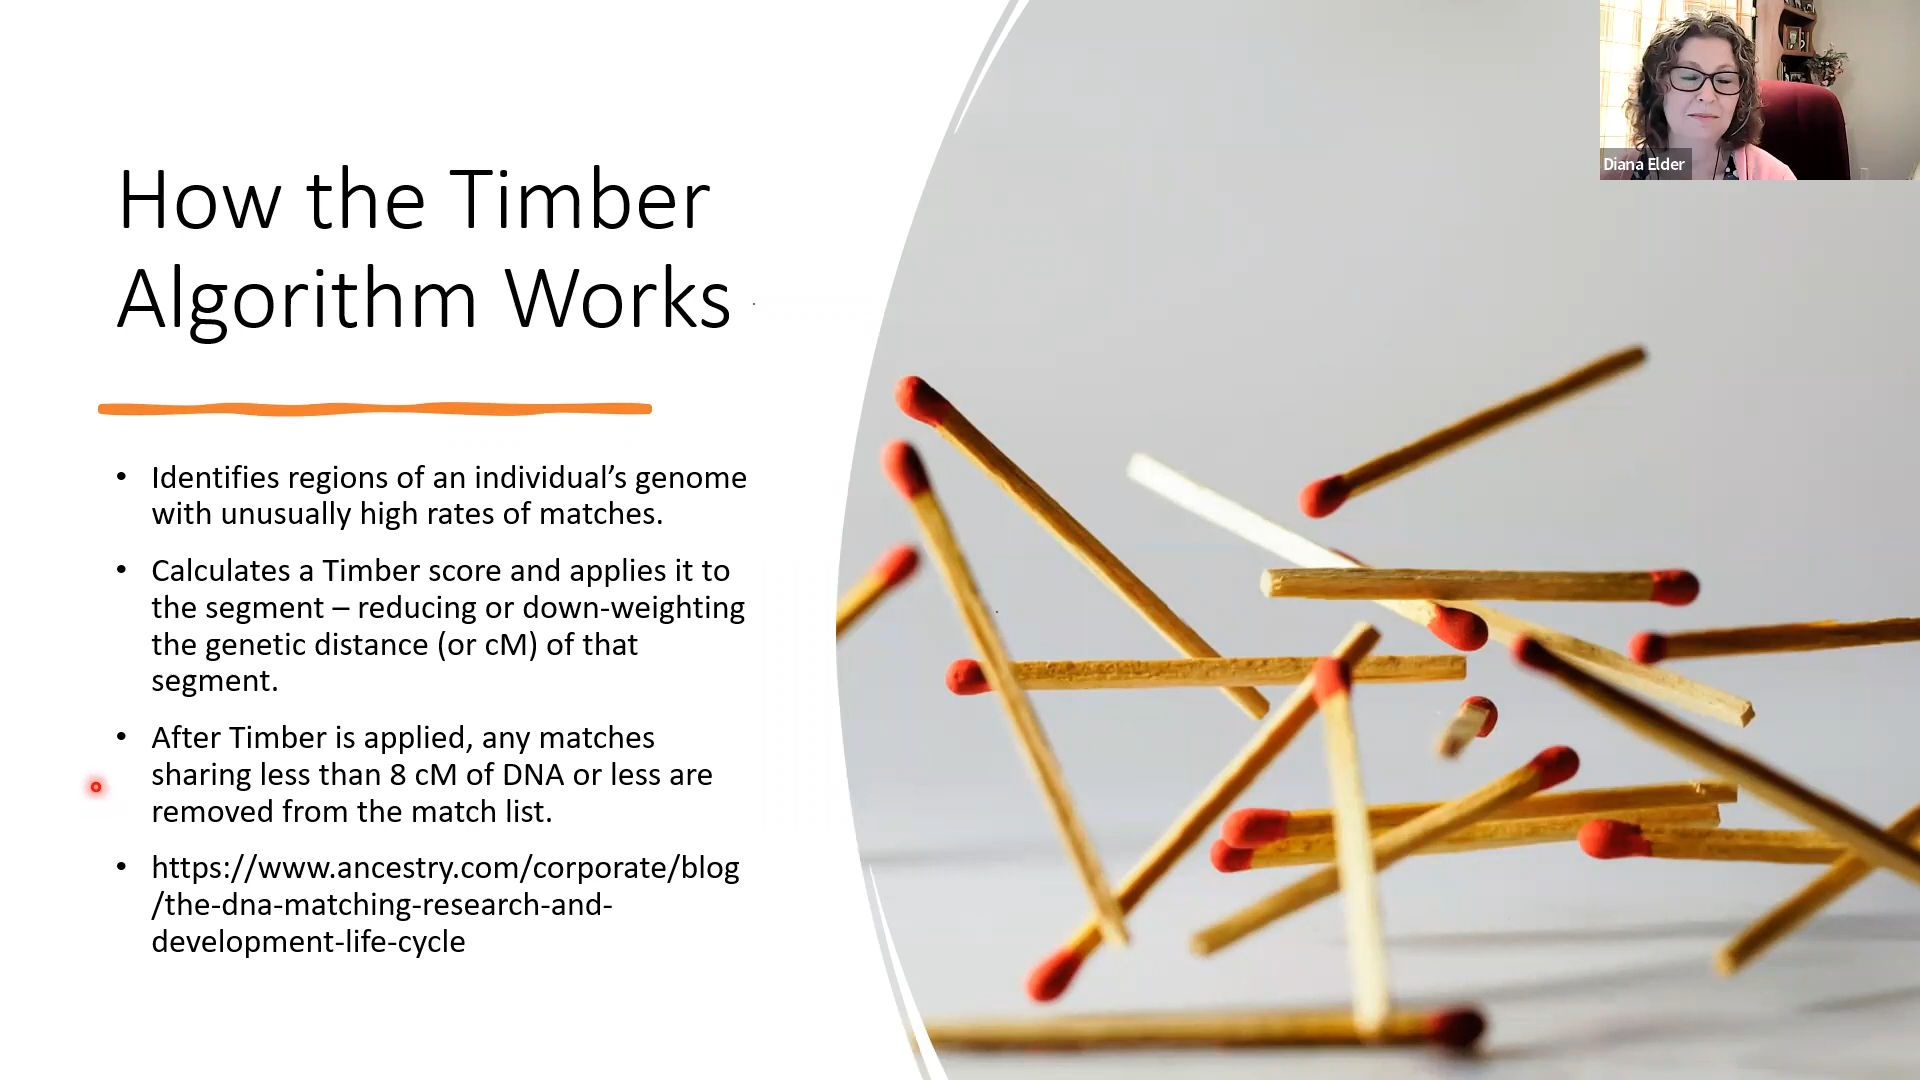 How the Timber
Algorithm Works
• Identifies regions of an individual’s genome
with unusually high rates of matches.
• Calculates a Timber score and applies it to
the segment – reducing or down-weighting
the genetic distance (or cM) of that
segment.
• After Timber is applied, any matches
sharing less than 8 cM of DNA or less are
removed from the match list.
• https://www.ancestry.com/corporate/blog
/the-dna-matching-research-and-
development-life-cycle
Diana Elder